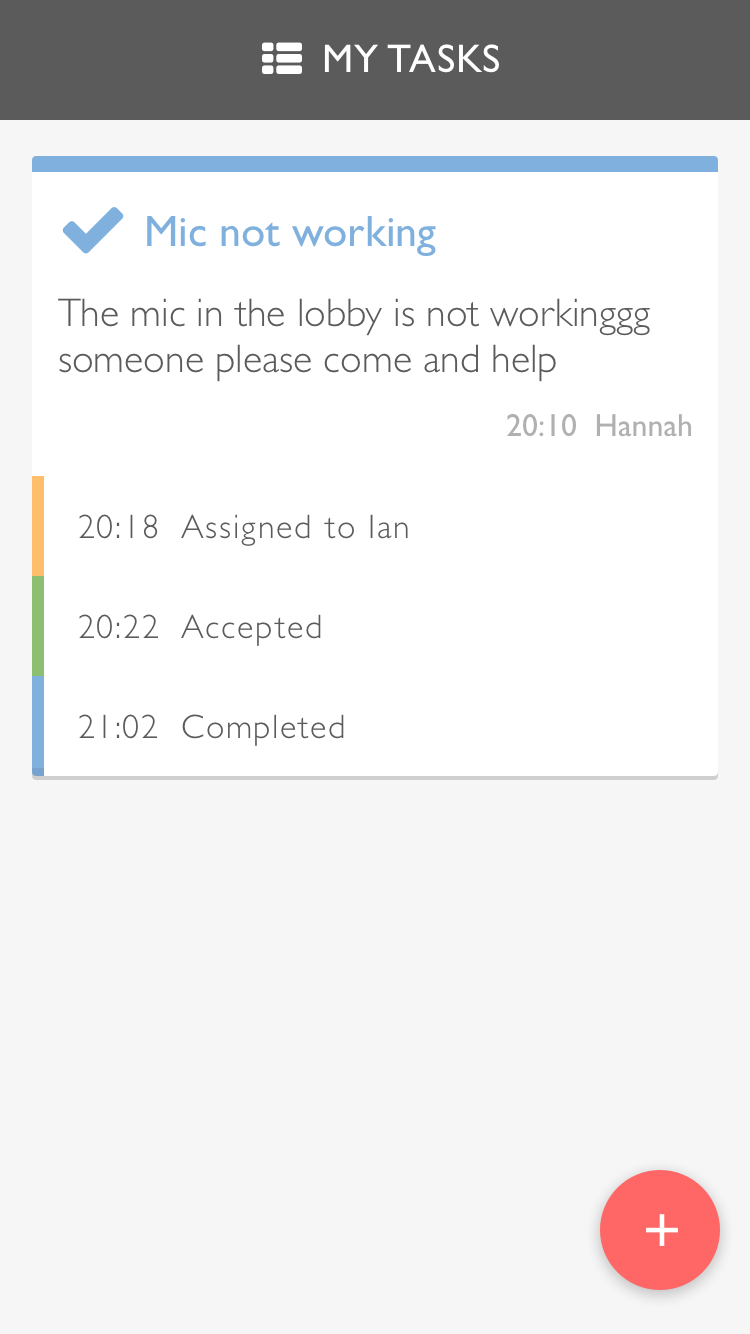 MY TASKS
Mic not working
The mic in the lobby is not workinggg
someone please come and help
20:10 Hannah
20:18 Assigned to Ian
20:22 Accepted
21:02 Completed
+